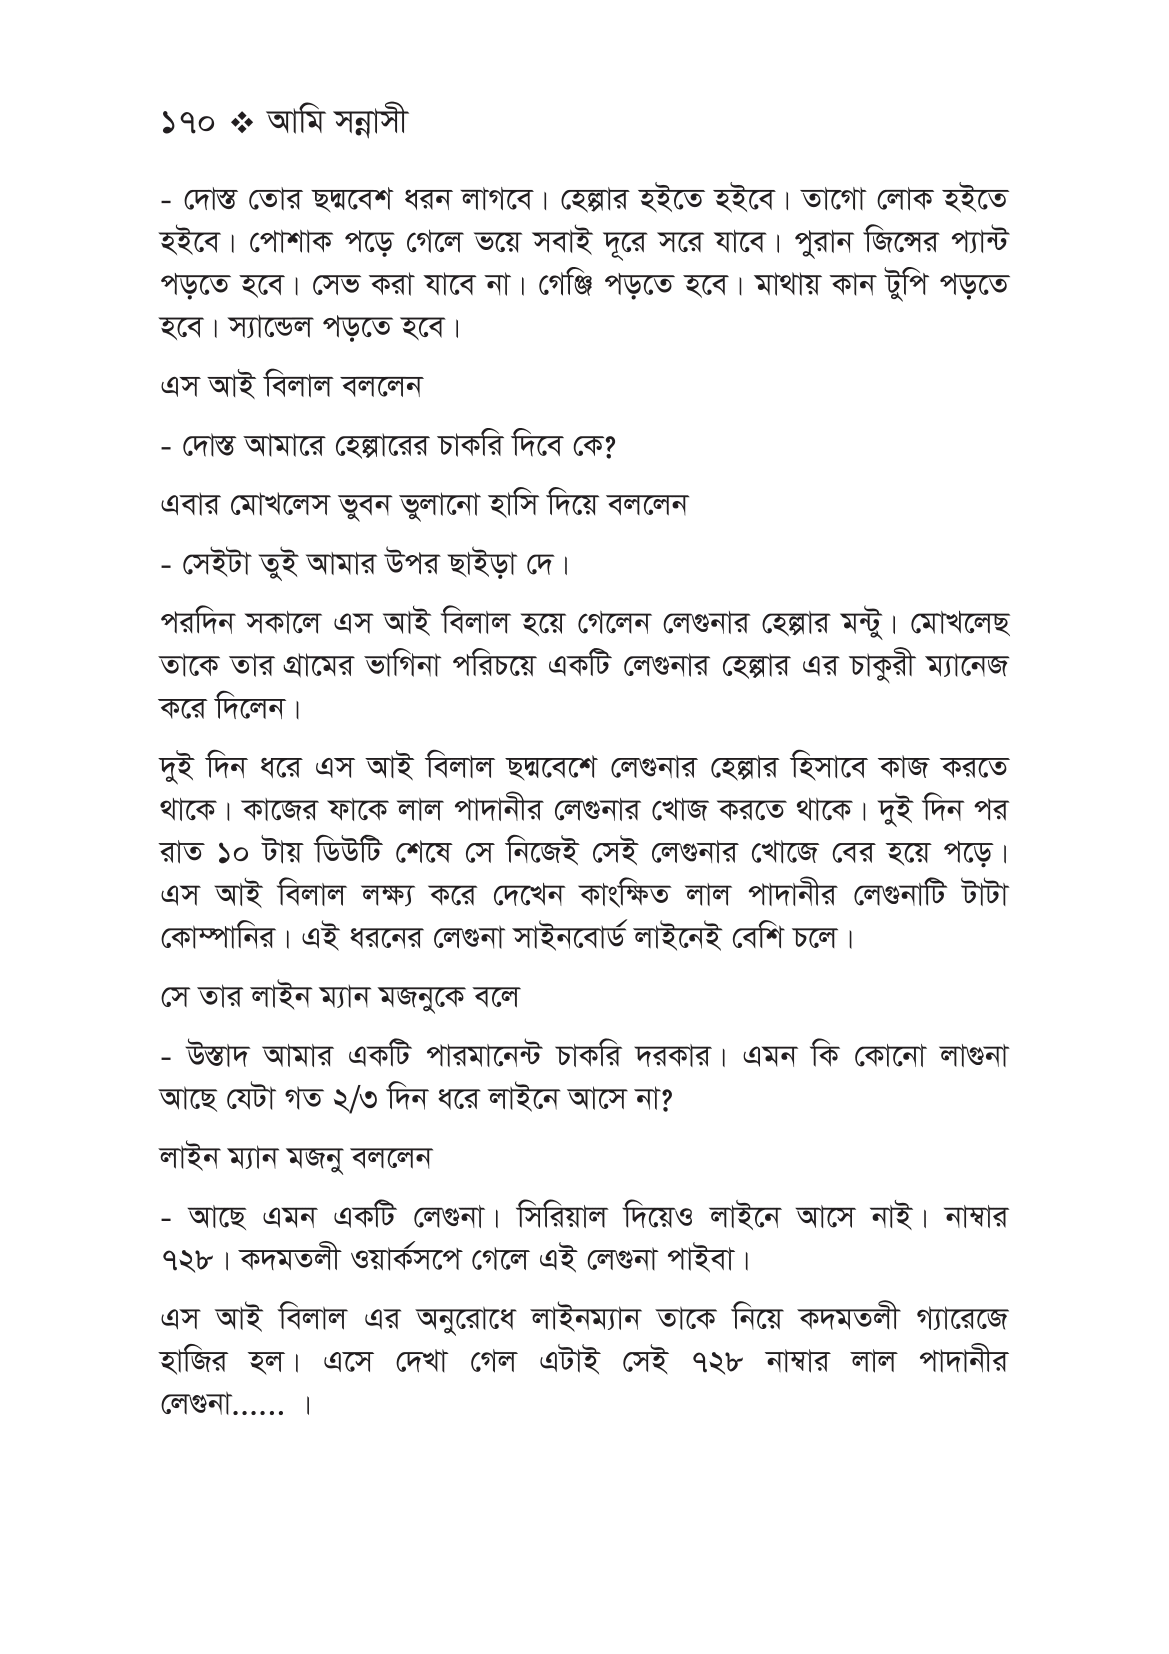 ১৭০ ❖ আমি সন্নাসী
- দোস্ত তোর ছদ্মবেশ ধরন লাগবে। হেল্পার হইতে হইবে। তাগো লোক হইতে
হইবে। পোশাক পড়ে গেলে ভয়ে সবাই দূরে সরে যাবে। পুরান জিন্সের প্যান্ট
পড়তে হবে। সেভ করা যাবে না। গেঞ্জি পড়তে হবে। মাথায় কান টুপি পড়তে
হবে। স্যান্ডেল পড়তে হবে।
এস আই বিলাল বললেন
- দোস্ত আমারে হেল্পারের চাকরি দিবে কে?
এবার মোখলেস ভুবন ভুলানো হাসি দিয়ে বললেন
- সেইটা তুই আমার উপর ছাইড়া দে।
পরদিন সকালে এস আই বিলাল হয়ে গেলেন লেগুনার হেল্পার মন্টু। মোখলেছ
তাকে তার গ্রামের ভাগিনা পরিচয়ে একটি লেগুনার হেল্পার এর চাকুরী ম্যানেজ
করে দিলেন।
দুই দিন ধরে এস আই বিলাল ছদ্মবেশে লেগুনার হেল্পার হিসাবে কাজ করতে
থাকে। কাজের ফাকে লাল পাদানীর লেগুনার খোজ করতে থাকে। দুই দিন পর
রাত ১০ টায় ডিউটি শেষে সে নিজেই সেই লেগুনার খোজে বের হয়ে পড়ে।
এস আই বিলাল লক্ষ্য করে দেখেন কাংক্ষিত লাল পাদানীর লেগুনাটি টাটা
কোম্পানির। এই ধরনের লেগুনা সাইনবোর্ড লাইনেই বেশি চলে।
সে তার লাইন ম্যান মজনুকে বলে
- উস্তাদ আমার একটি পারমানেন্ট চাকরি দরকার। এমন কি কোনো লাগুনা
আছে যেটা গত ২/৩ দিন ধরে লাইনে আসে না?
লাইন ম্যান মজনু বললেন
- আছে এমন একটি লেগুনা। সিরিয়াল দিয়েও লাইনে আসে নাই। নাম্বার
৭২৮। কদমতলী ওয়ার্কসপে গেলে এই লেগুনা পাইবা।
এস আই বিলাল এর অনুরোধে লাইনম্যান তাকে নিয়ে কদমতলী গ্যারেজে
হাজির হল। এসে দেখা গেল এটাই সেই ৭২৮ নাম্বার লাল পাদানীর
লেগুনা...... ।